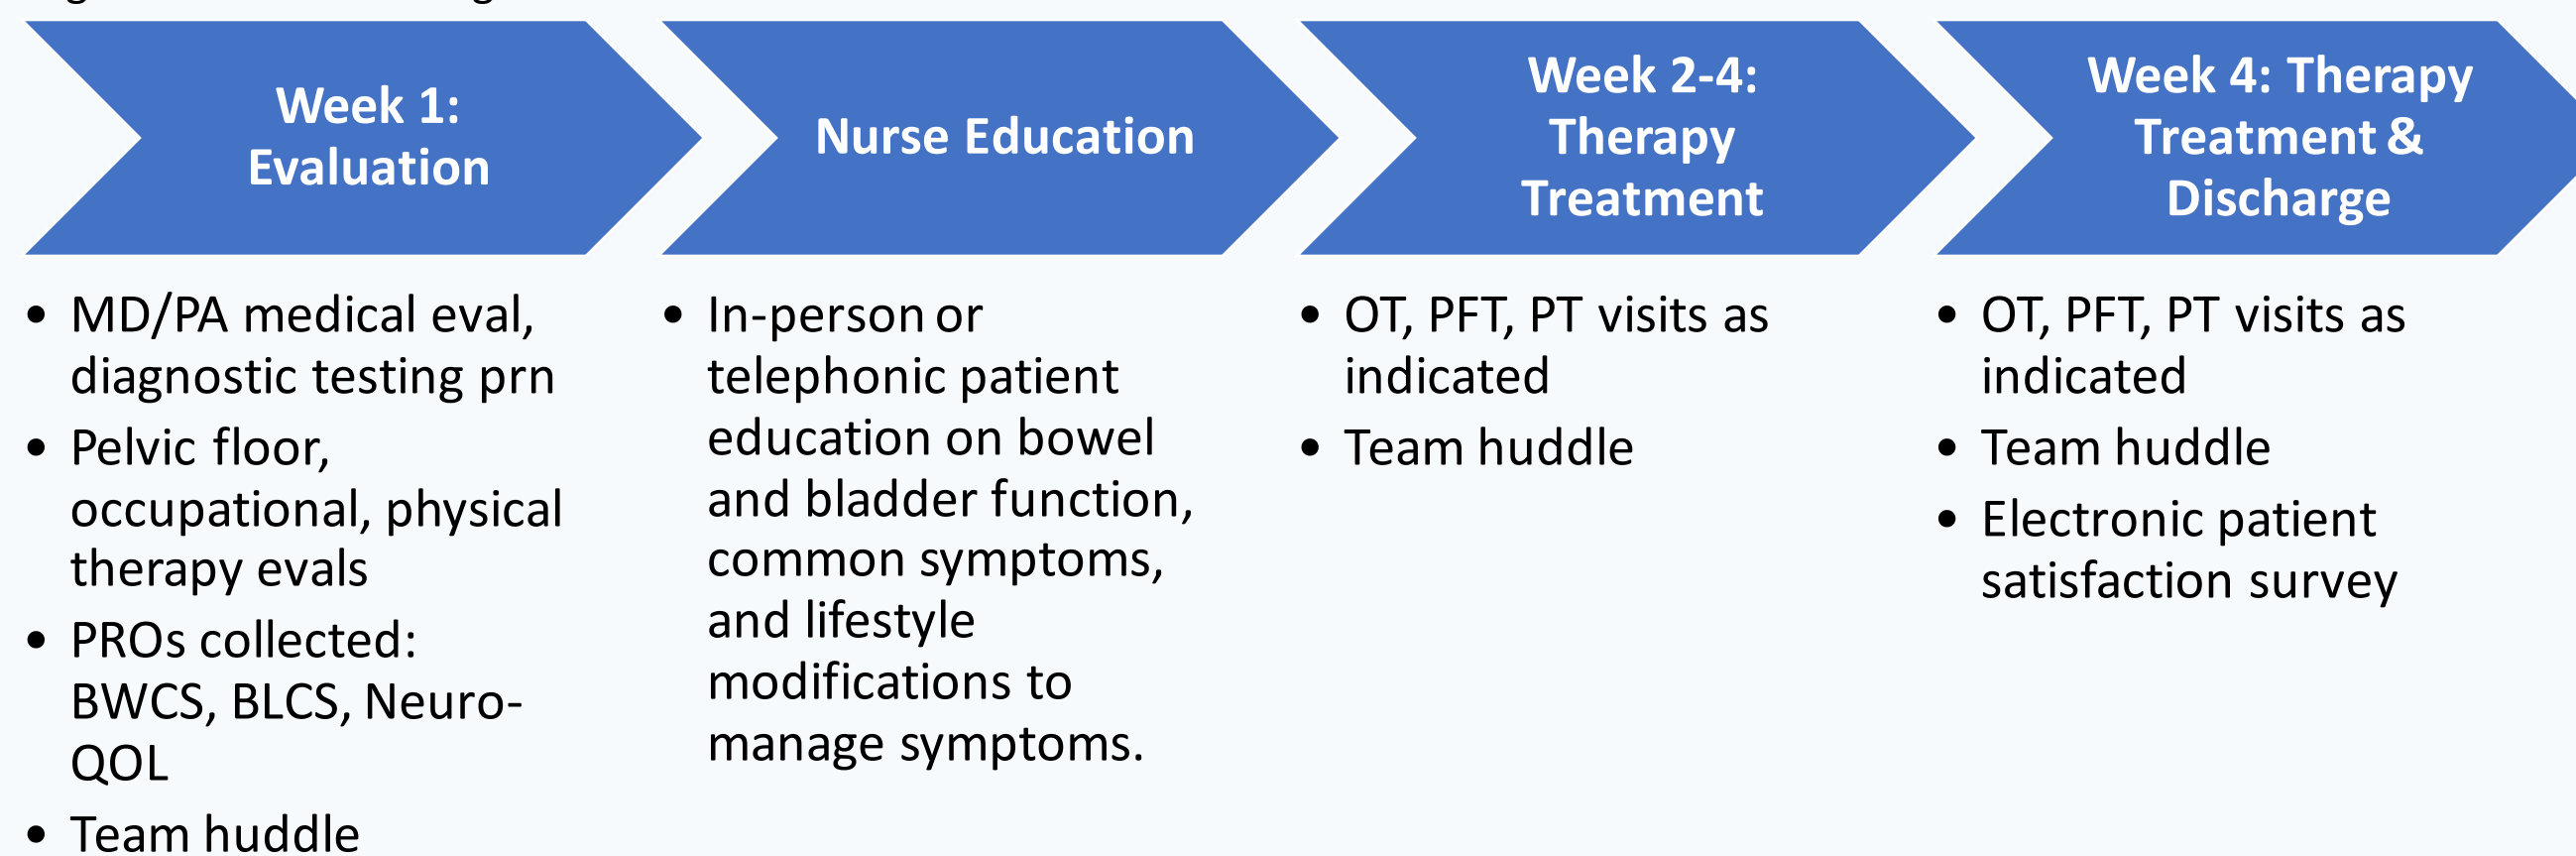 Week 1:
Evaluation
• MD/PA medical eval,
diagnostic testing prn
• Pelvic floor,
occupational, physical
therapy evals
• PROs collected:
BWCS, BLCS, Neuro-
QOL
• Team huddle
Nurse Education
• In-person or
telephonic patient
education on bowel
and bladder function,
common symptoms,
and lifestyle
modifications to
manage symptoms.
Week 2-4:
Therapy
Treatment
• OT, PFT, PT visits as
indicated
• Team huddle
Week 4: Therapy
Treatment &
Discharge
• OT, PFT, PT visits as
indicated
• Team huddle
• Electronic patient
satisfaction survey